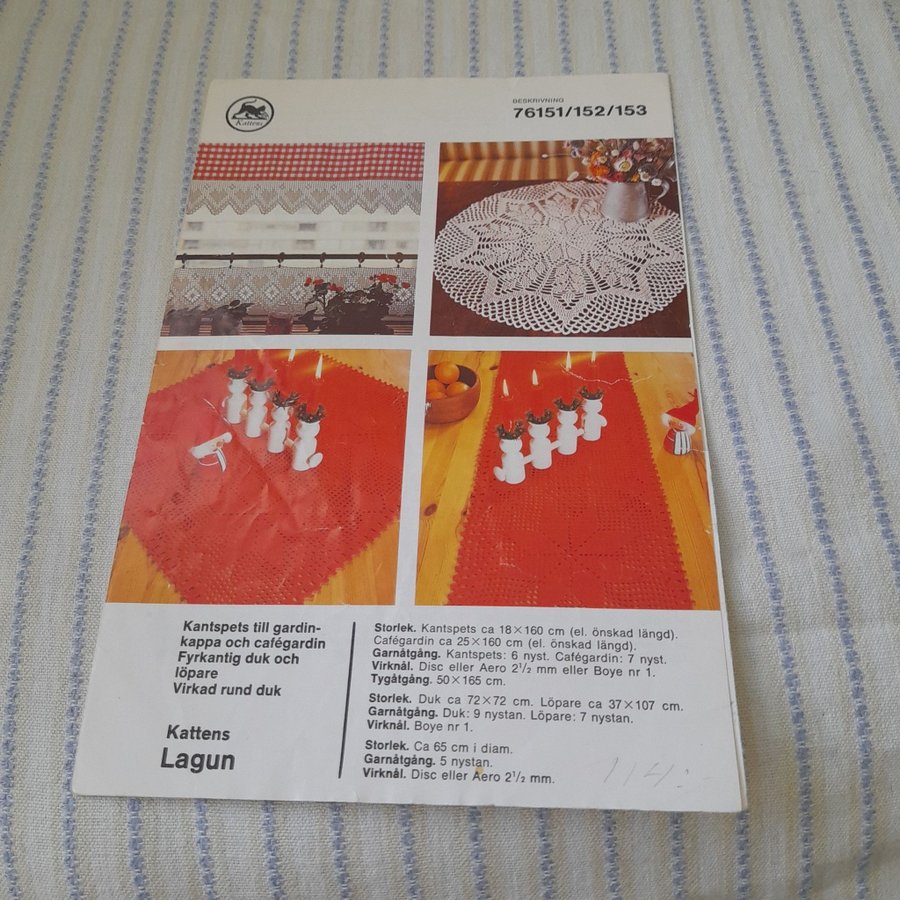 Kattens
BESKRIVNING
76151/152/153
Kantspets till gardin-
kappa och cafégardin
Fyrkantig duk och
löpare
Virkad rund duk
Kattens
Lagun
Storlek. Kantspets ca 18×160 cm (el. önskad längd).
Cafégardin ca 25×160 cm (el. önskad längd).
Garnåtgång. Kantspets: 6 nyst. Cafégardin: 7 nyst.
Virknål. Disc eller Aero 2¹/₂ mm eller Boye nr 1.
Tygåtgång. 50×165 cm.
Storlek. Duk ca 72×72 cm. Löpare ca 37×107 cm.
Garnåtgång. Duk: 9 nystan. Löpare: 7 nystan.
Virknål. Boye nr 1.
Storlek. Ca 65 cm i diam.
Garnåtgång. 5 nystan.
Virknål. Disc eller Aero 2¹/₂ mm.